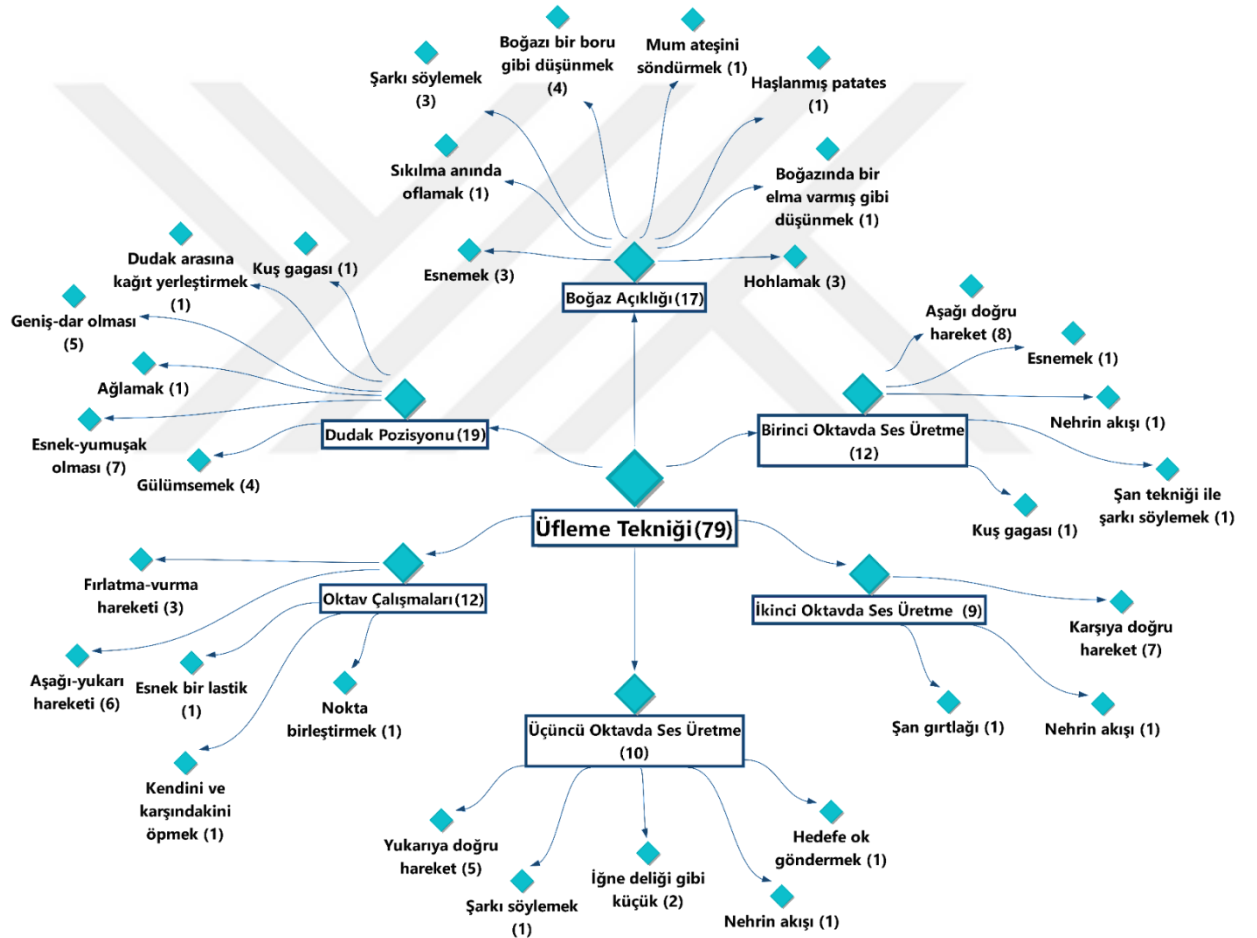 Boğazı bir boru
gibi düşünmek
(4)
Mum ateşini
söndürmek (1)
Şarkı söylemek
(3)
Haşlanmış patates
(1)
Sıkılma anında
oflamak (1)
Boğazında bir
elma varmış gibi
düşünmek (1)
Esnemek (3)
Hohlamak (3)
Boğaz Açıklığı (17)
Dudak arasına
kağıt yerleştirmek
(1)
Kuş gagası (1)
Geniş-dar olması
(5)
Ağlamak (1)
Esnek-yumuşak
olması (7)
Gülümsemek (4)
Dudak Pozisyonu (19)
Aşağı doğru
hareket (8)
Esnemek (1)
Nehrin akışı (1)
Birinci Oktavda Ses Üretme
(12)
Şan tekniği ile
şarkı söylemek (1)
Kuş gagası (1)
Üfleme Tekniği (79)
Fırlatma-vurma
hareketi (3)
Oktav Çalışmaları (12)
Aşağı-yukarı
hareketi (6)
Esnek bir lastik
(1)
Nokta
birleştirmek (1)
Kendini ve
karşındakini
öpmek (1)
İkinci Oktavda Ses Üretme (9)
Karşıya doğru
hareket (7)
Şan gırtlağı (1)
Nehrin akışı (1)
Üçüncü Oktavda Ses Üretme
(10)
Yukarıya doğru
hareket (5)
Şarkı söylemek
(1)
İğne deliği gibi
küçük (2)
Nehrin akışı (1)
Hedefe ok
göndermek (1)